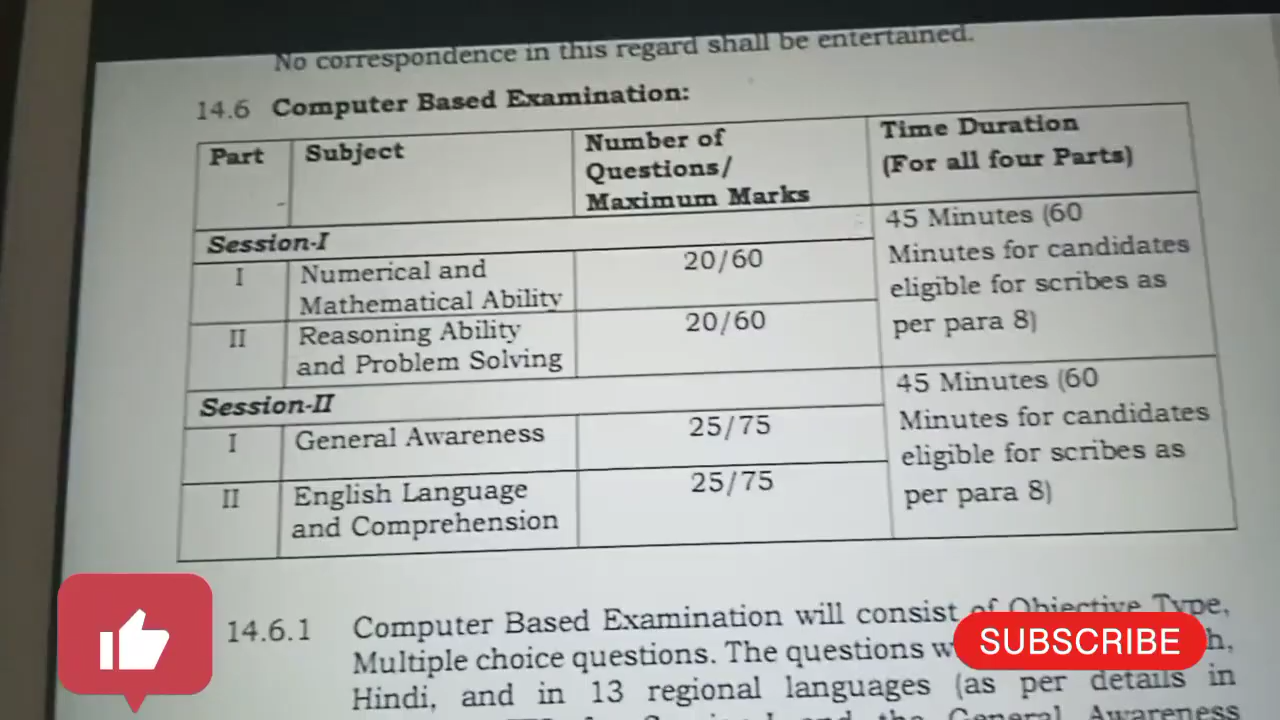 No correspondence in this regard shall be entertained.
14.6 Computer Based Examination:
Part
Subject
Number of
Questions/
Maximum Marks
Time Duration
(For all four Parts)
Session-I
I
Numerical and
Mathematical Ability
20/60
45 Minutes (60
Minutes for candidates
eligible for scribes as
per para 8)
II
Reasoning Ability
and Problem Solving
20/60
Session-II
I
General Awareness
25/75
45 Minutes (60
Minutes for candidates
eligible for scribes as
per para 8)
II
English Language
and Comprehension
25/75
14.6.1 Computer Based Examination will consist of Objective Type,
Multiple choice questions. The questions
Hindi, and in 13 regional languages (as per details in
and the General Awareness
SUBSCRIBE